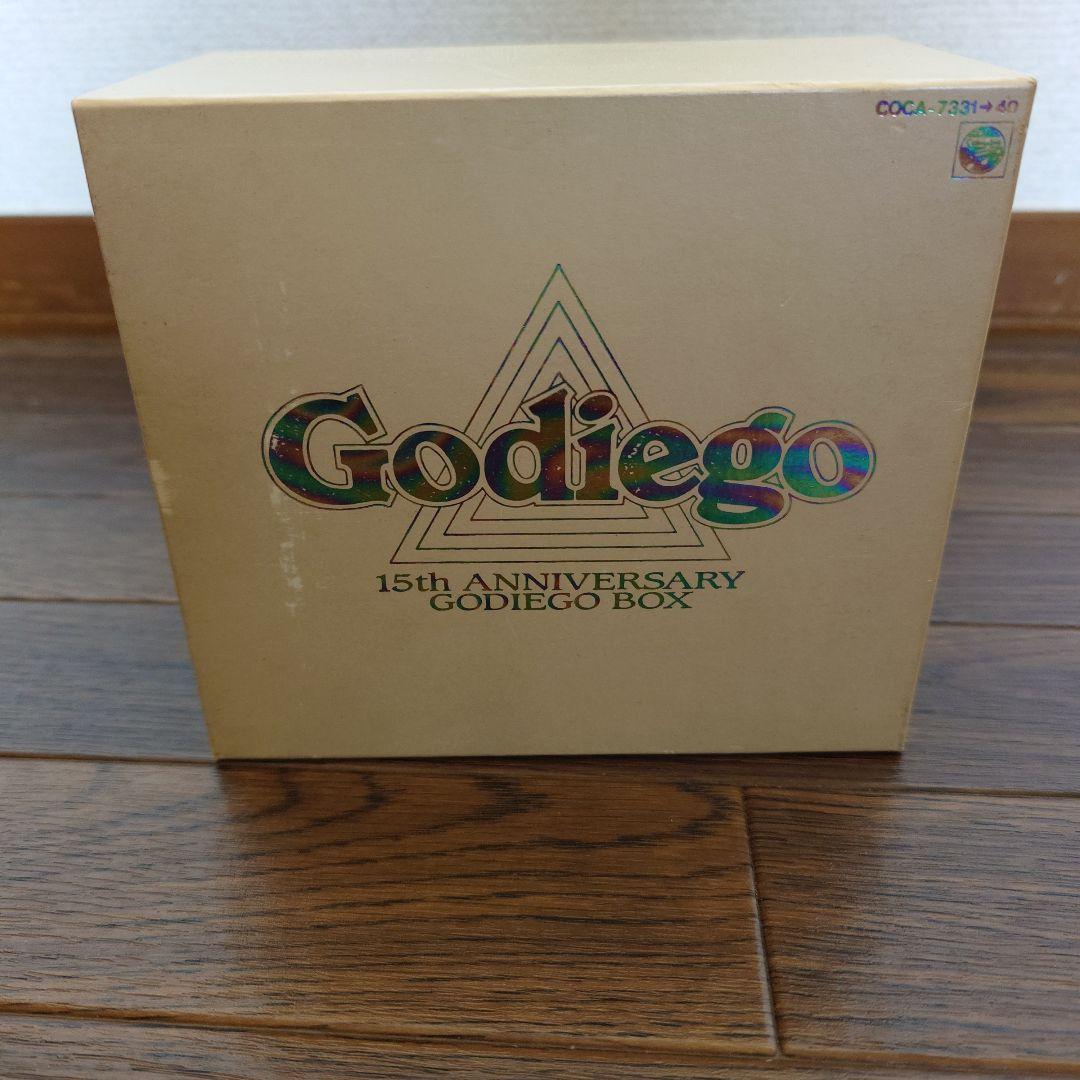 COCA-7331→40
Godiego
15th ANNIVERSARY
GODIEGO BOX